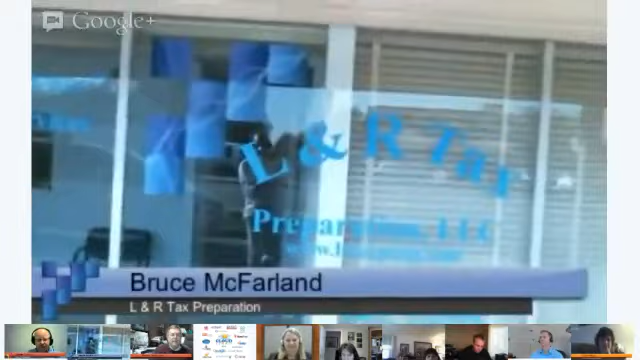 Google+
L & R Tax
Preparation, LLC
Bruce McFarland
L & R Tax Preparation